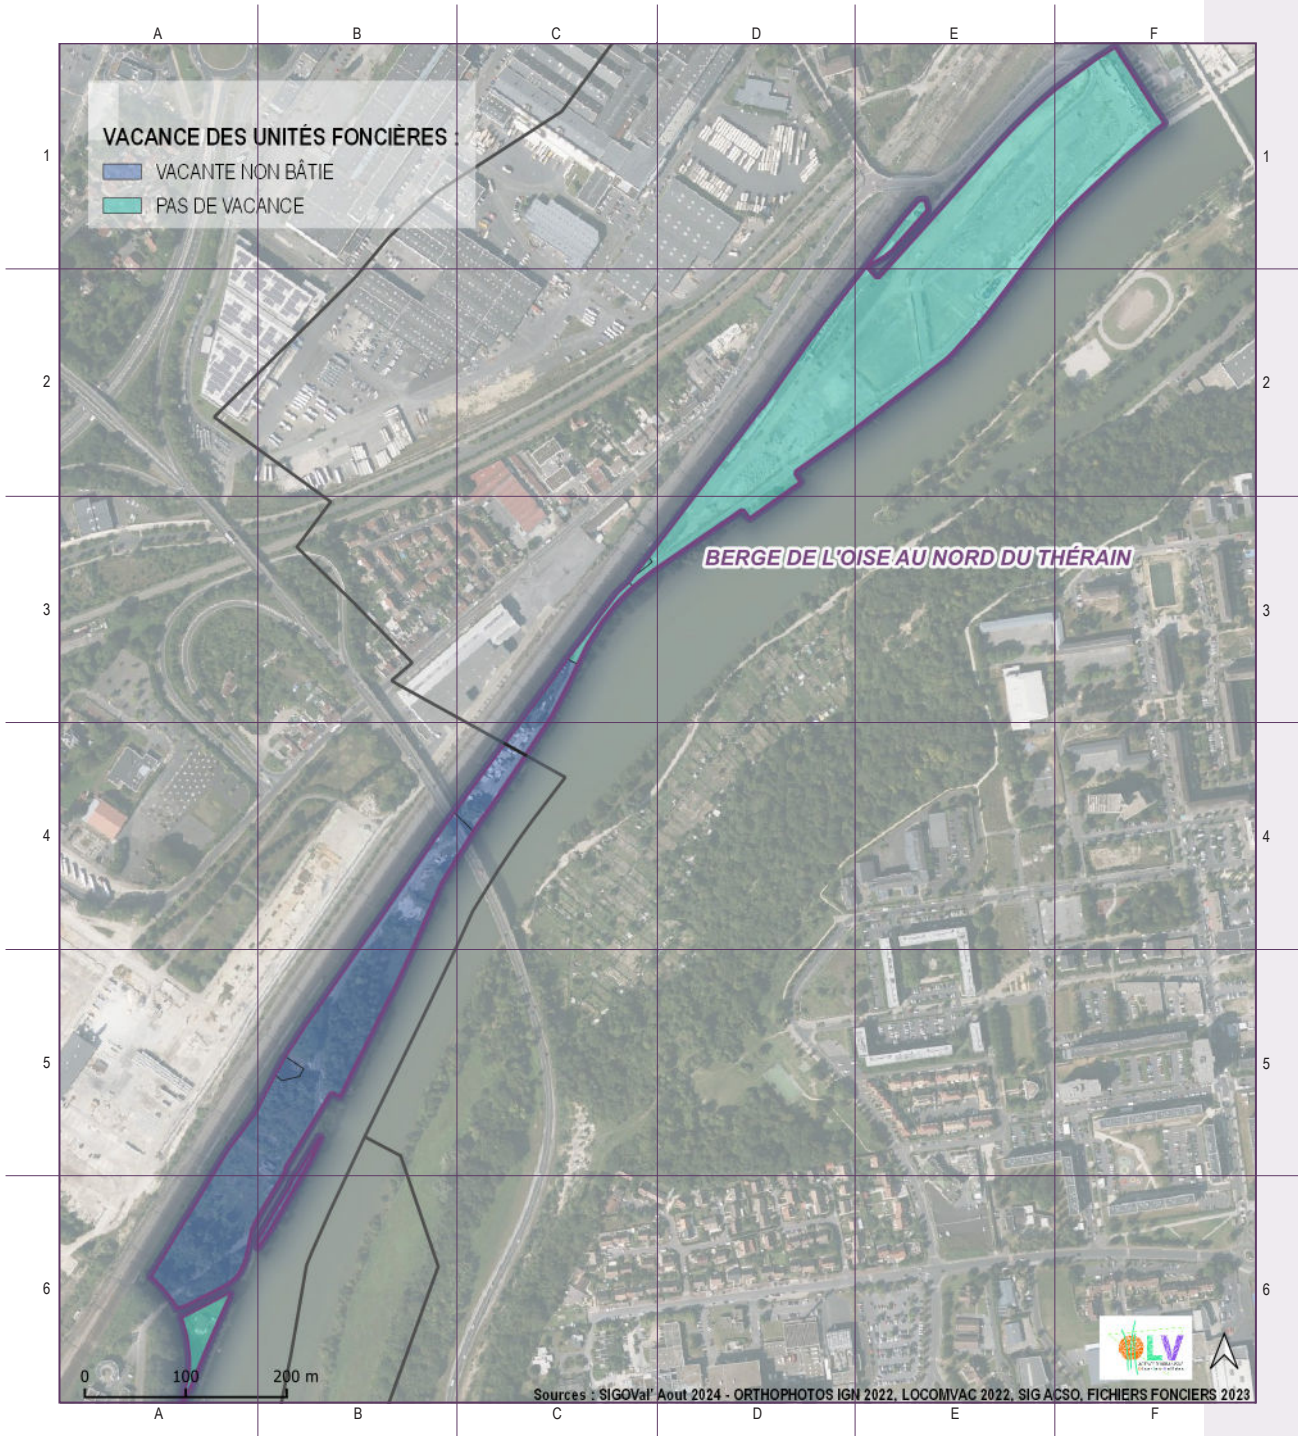 A B C D E F
VACANCE DES UNITÉS FONCIÈRES :
VACANTE NON BÂTIE
PAS DE VACANCE
1 1
2 2
BERGE DE L'OISE AU NORD DU THÉRAIN
3 3
4 4
5 5
6 6
LV
0 100 200 m
Sources : SIGOVal' Aout 2024 - ORTHOPHOTOS IGN 2022, LOCOMVAC 2022, SIG ACSO, FICHIERS FONCIERS 2023
A B C D E F